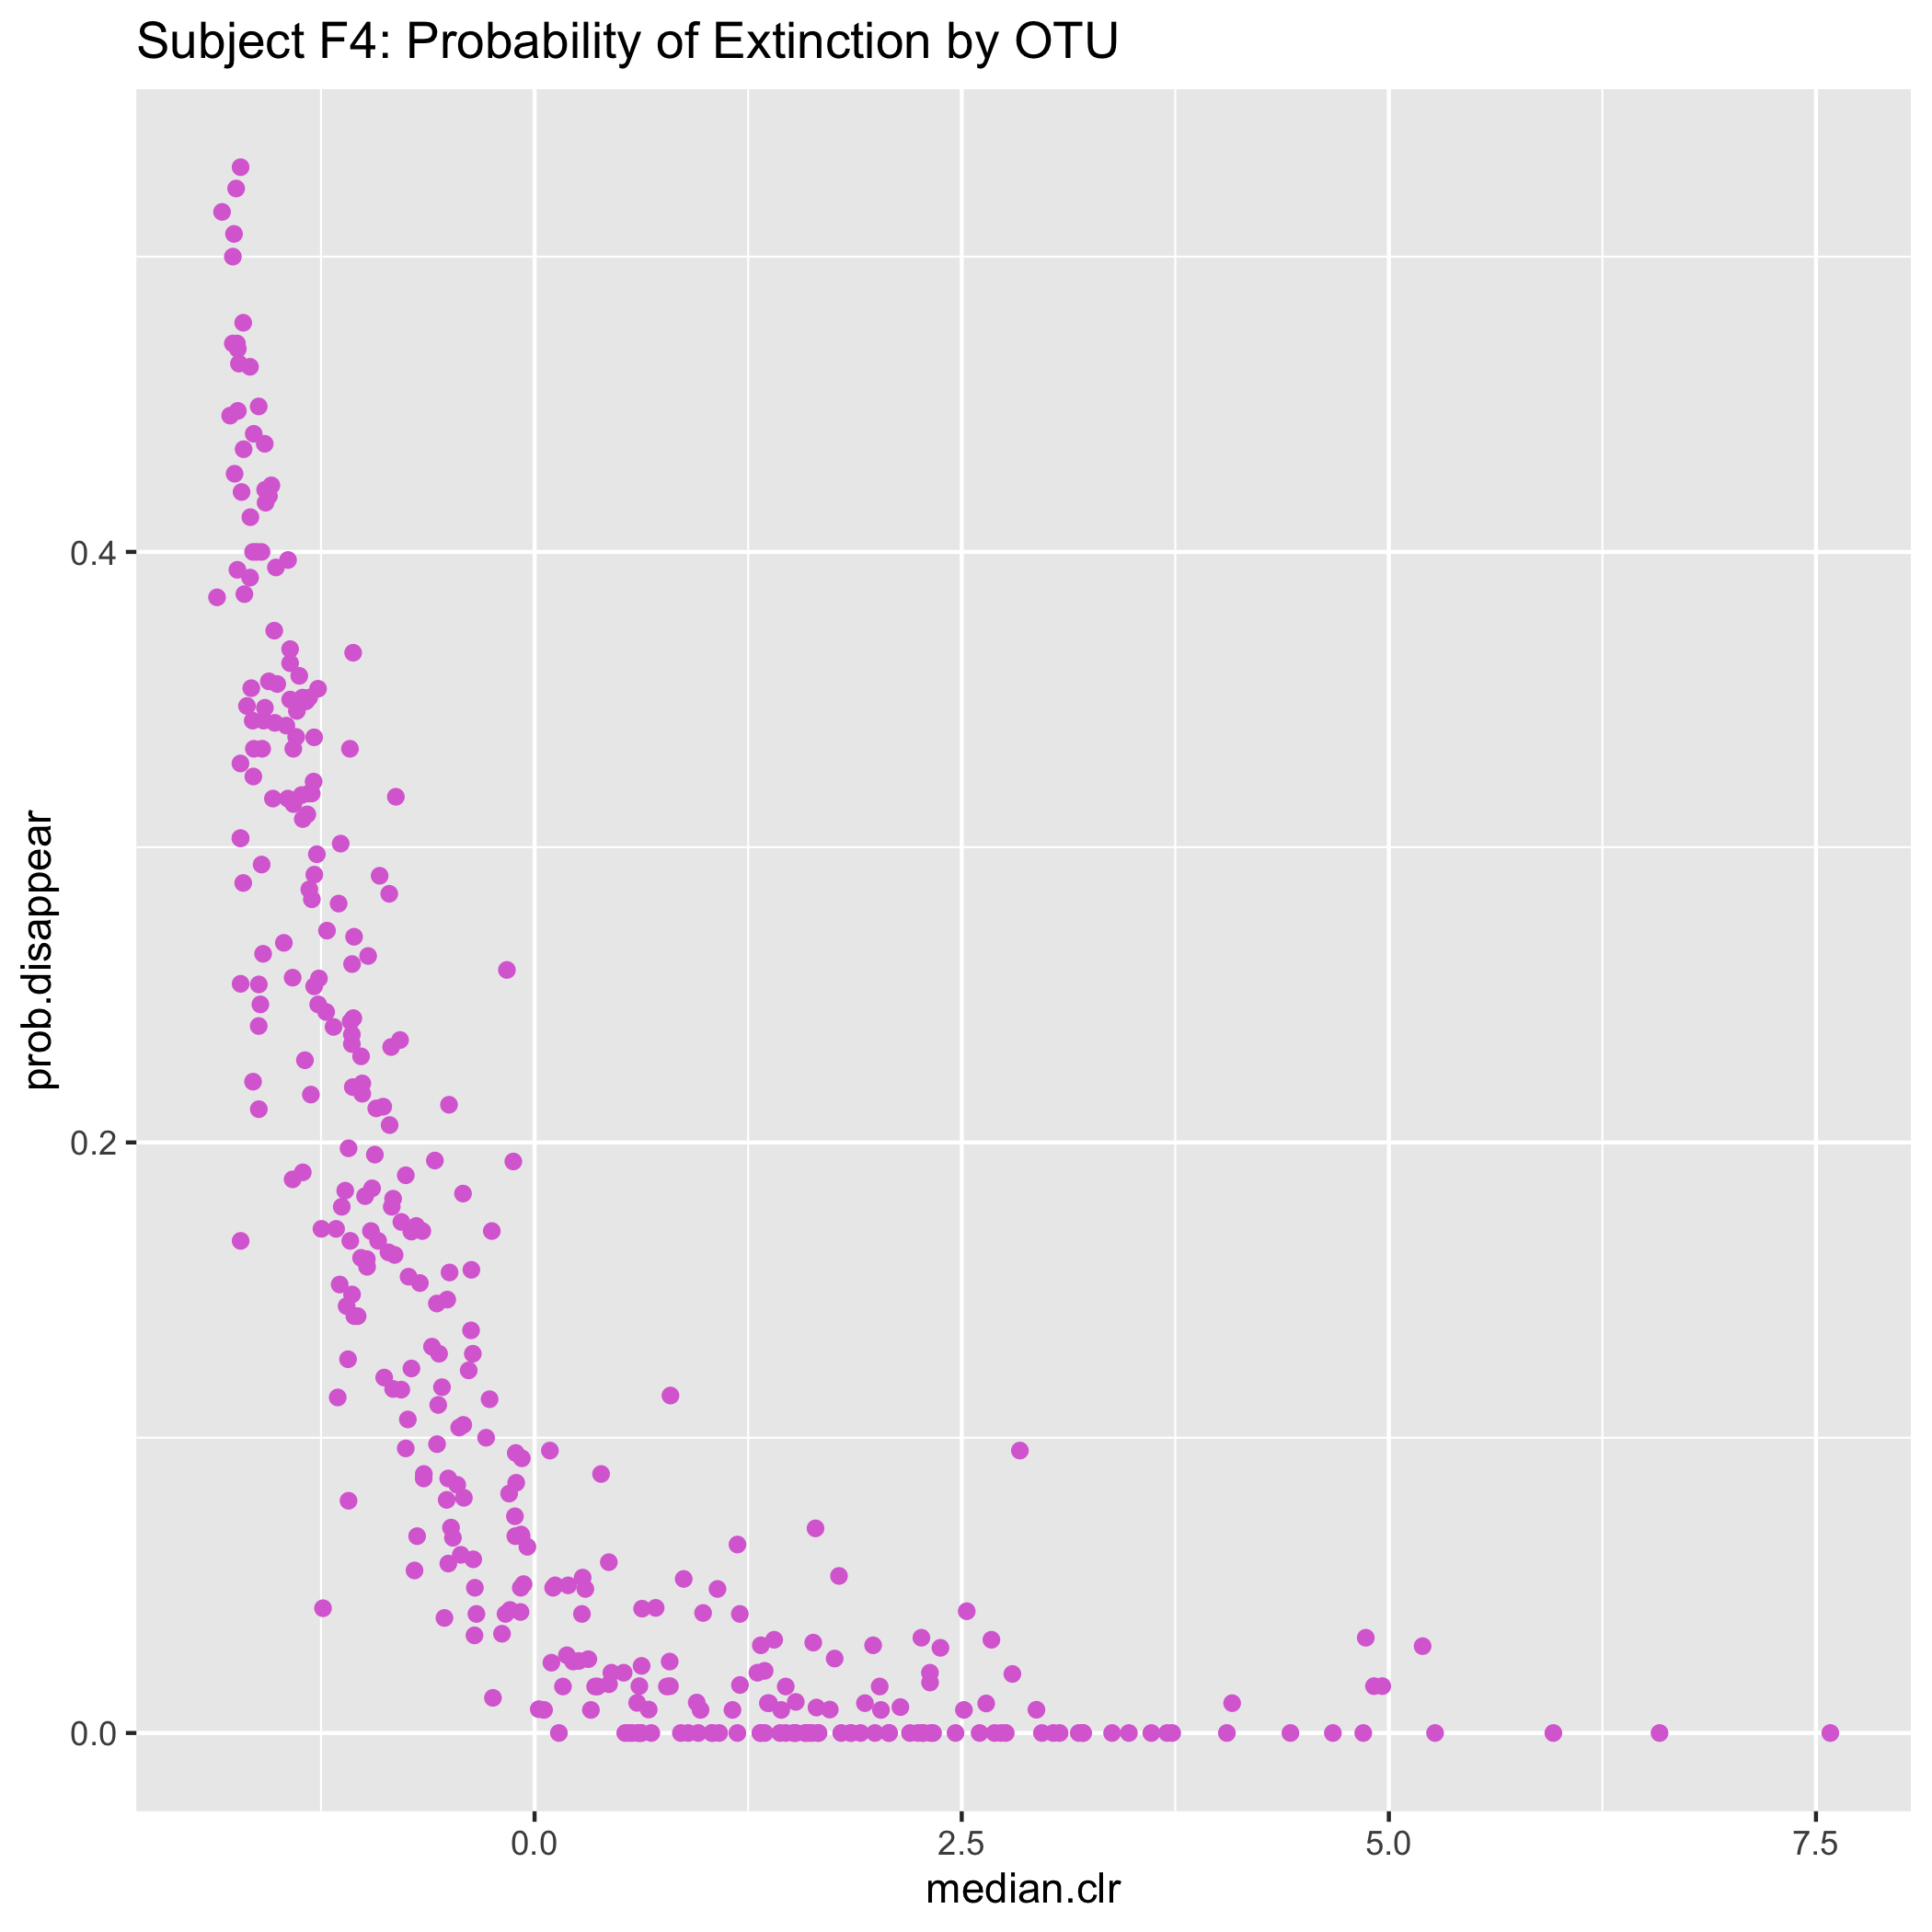 Subject F4: Probability of Extinction by OTU
prob.disappear
0.4
0.2
0.0
0.0 2.5 5.0 7.5
median.clr